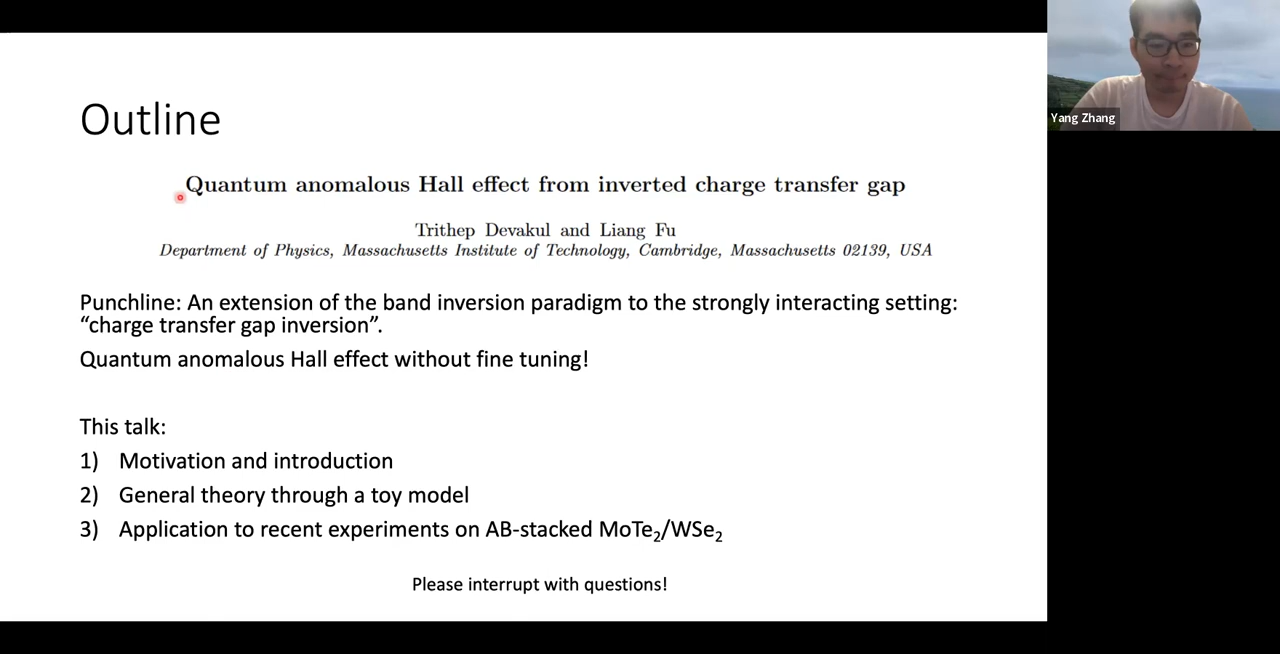 Outline
Quantum anomalous Hall effect from inverted charge transfer gap
Trithep Devakul and Liang Fu
Department of Physics, Massachusetts Institute of Technology, Cambridge, Massachusetts 02139, USA
Punchline: An extension of the band inversion paradigm to the strongly interacting setting:
“charge transfer gap inversion”.
Quantum anomalous Hall effect without fine tuning!
This talk:
1) Motivation and introduction
2) General theory through a toy model
3) Application to recent experiments on AB-stacked MoTe₂/WSe₂
Please interrupt with questions!
Yang Zhang